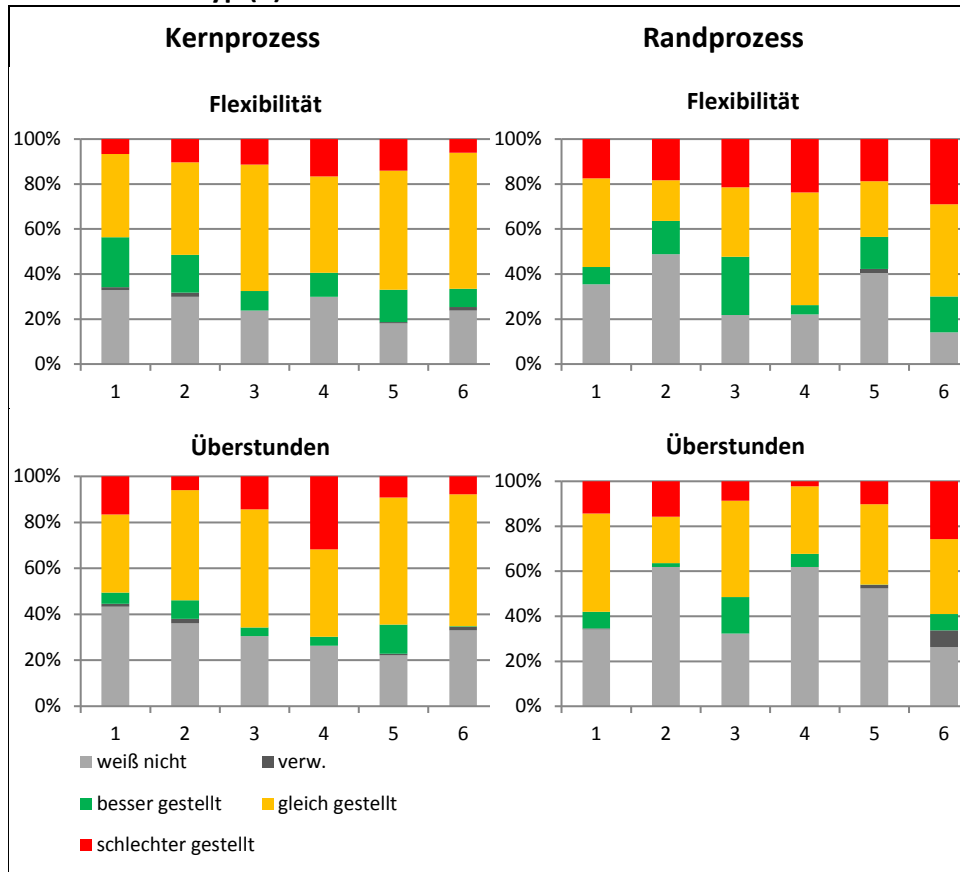 Kernprozess Randprozess
Flexibilität Flexibilität
100% 100%
80% 80%
60% 60%
40% 40%
20% 20%
0% 0%
1 2 3 4 5 6 1 2 3 4 5 6
Überstunden Überstunden
100% 100%
80% 80%
60% 60%
40% 40%
20% 20%
0% 0%
1 2 3 4 5 6 1 2 3 4 5 6
weiß nicht verw.
besser gestellt gleich gestellt
schlechter gestellt